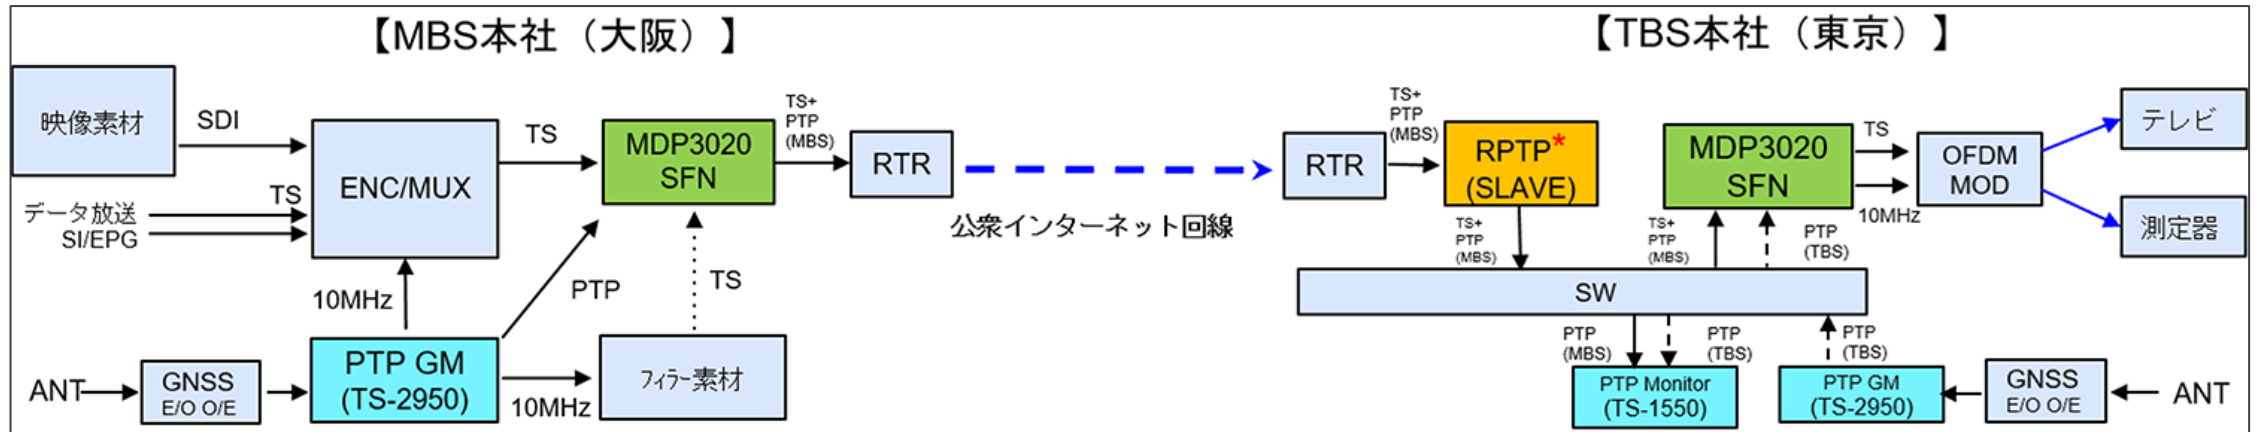 【MBS本社（大阪）】
映像素材
SDI
データ放送
SI/EPG
TS
ENC/MUX
TS
MDP3020
SFN
TS+
PTP
(MBS)
RTR
10MHz
PTP
TS
ANT
GNSS
E/O O/E
PTP GM
(TS-2950)
10MHz
フィラー素材
公衆インターネット回線
【TBS本社（東京）】
RTR
TS+
PTP
(MBS)
RPTP*
(SLAVE)
TS+
PTP
(MBS)
TS+
PTP
(MBS)
MDP3020
SFN
PTP
(TBS)
TS
10MHz
OFDM
MOD
テレビ
測定器
SW
PTP
(MBS)
PTP
(TBS)
PTP
(TBS)
PTP Monitor
(TS-1550)
PTP GM
(TS-2950)
GNSS
E/O O/E
ANT